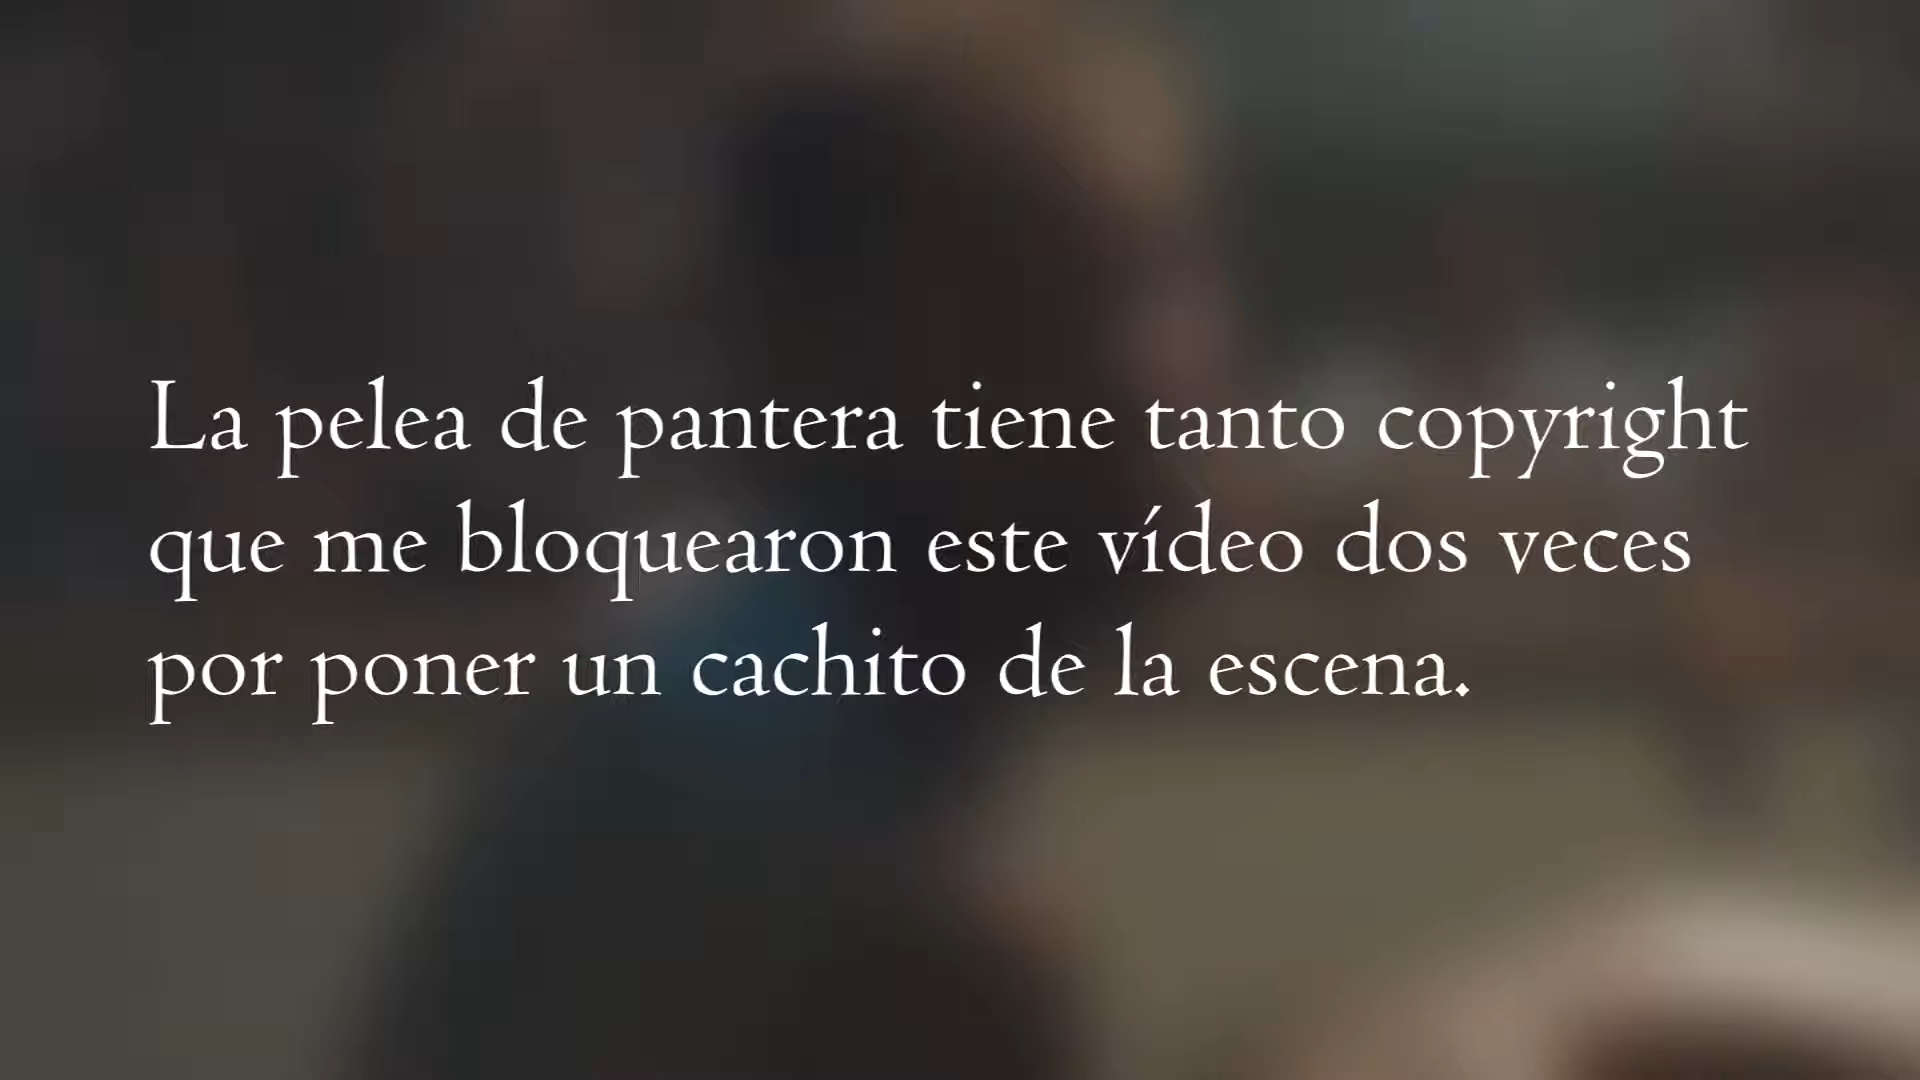 La pelea de pantera tiene tanto copyright
que me bloquearon este vídeo dos veces
por poner un cachito de la escena.